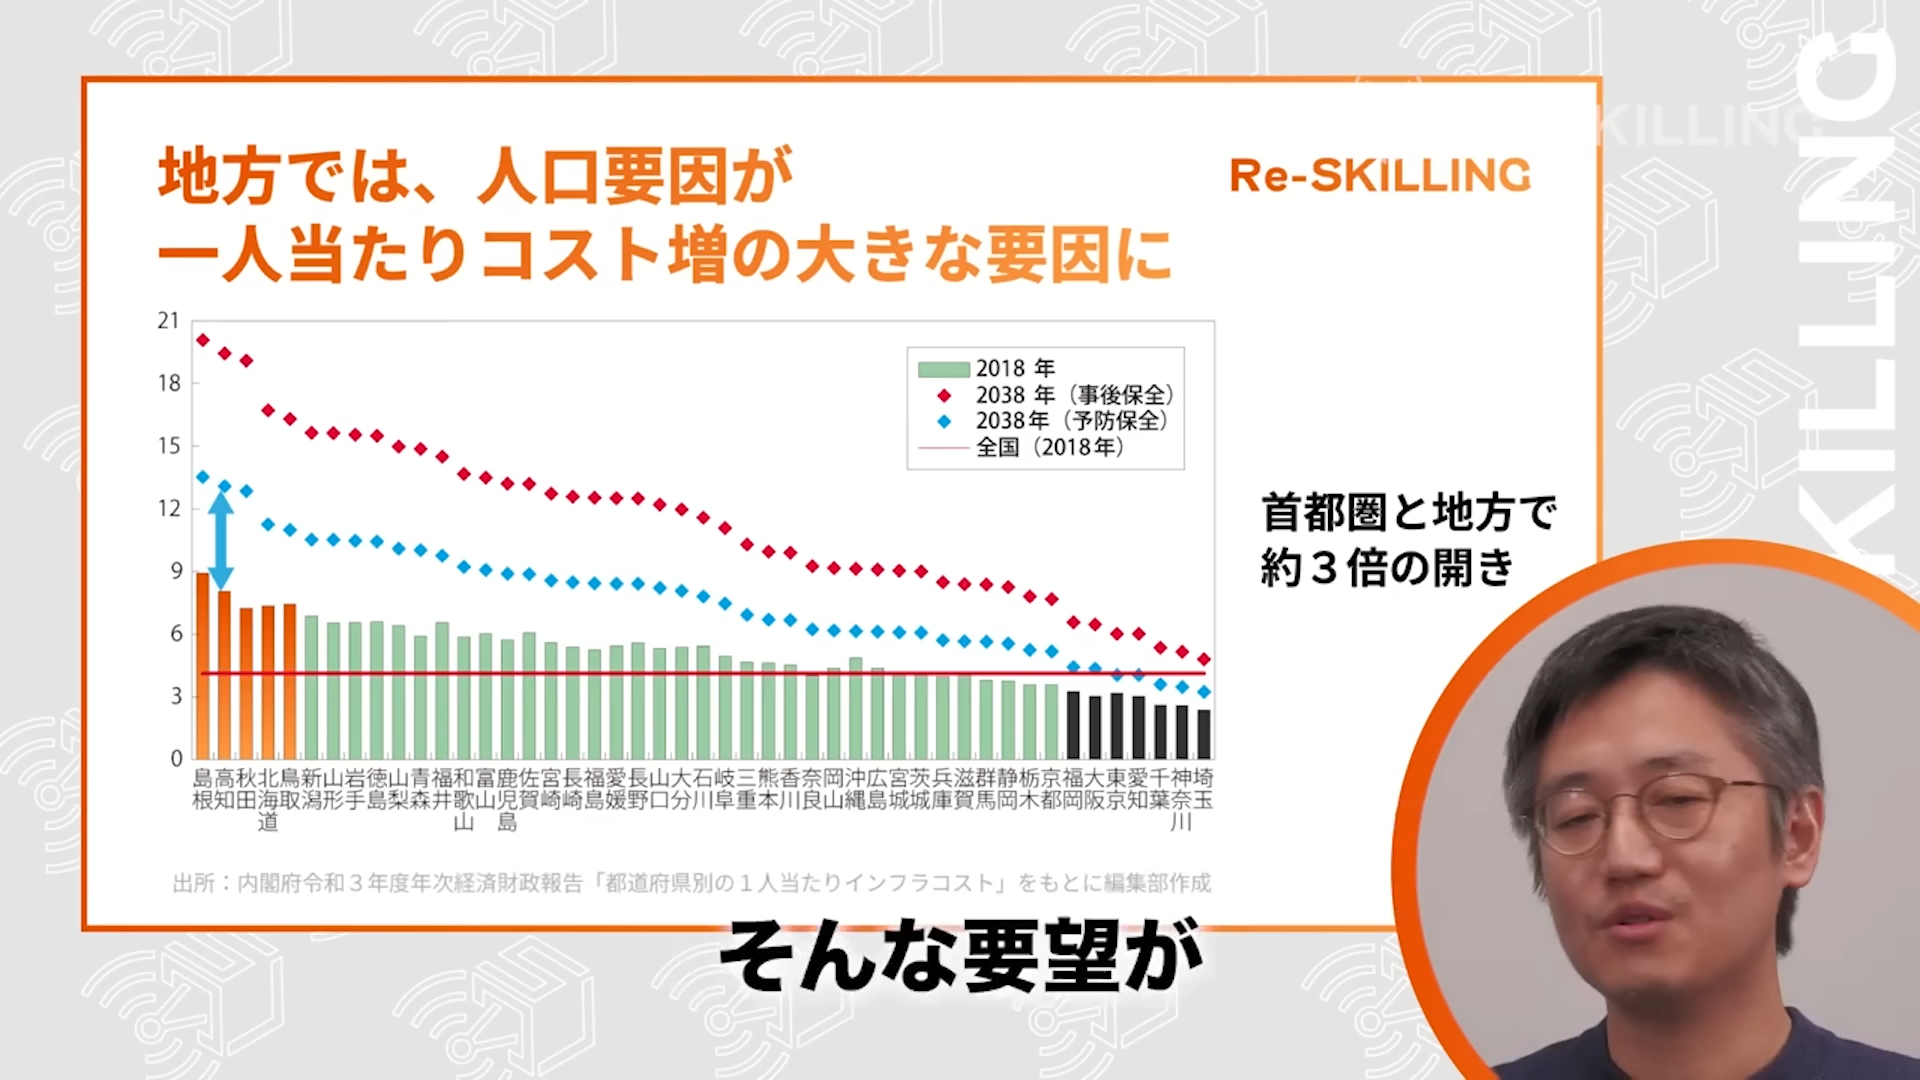 地方では、人口要因が
一人当たりコスト増の大きな要因に
Re-SKILLING
KILLING
KILLING
21
18
15
12
9
6
3
0
2018 年
2038 年（事後保全）
2038年（予防保全）
全国（2018年）
首都圏と地方で
約３倍の開き
島根 高知 秋田 北海道 鳥取 新潟 山形 岩手 徳島 山梨 青森 福井 和歌山 富山 鹿児島 佐賀 宮崎 長崎 福島 愛媛 長野 山口 大分 石川 岐阜 三重 熊本 香川 奈良 岡山 沖縄 広島 宮城 茨城 兵庫 滋賀 群馬 静岡 栃木 京都 福岡 大阪 東京 愛知 千葉 神奈川 埼玉
出所：内閣府令和３年度年次経済財政報告「都道府県別の１人当たりインフラコスト」をもとに編集部作成
そんな要望が